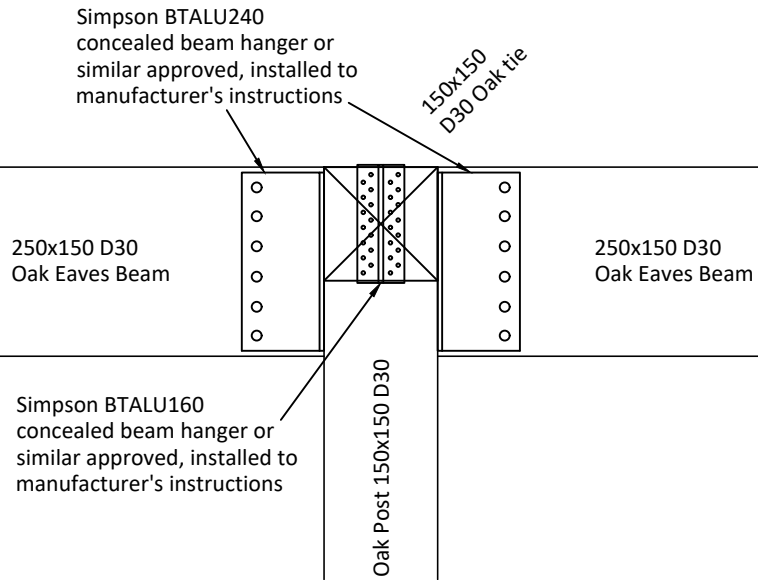 Simpson BTALU240
concealed beam hanger or
similar approved, installed to
manufacturer's instructions
150x150
D30 Oak tie
250x150 D30
Oak Eaves Beam
250x150 D30
Oak Eaves Beam
Simpson BTALU160
concealed beam hanger or
similar approved, installed to
manufacturer's instructions
Oak Post 150x150 D30